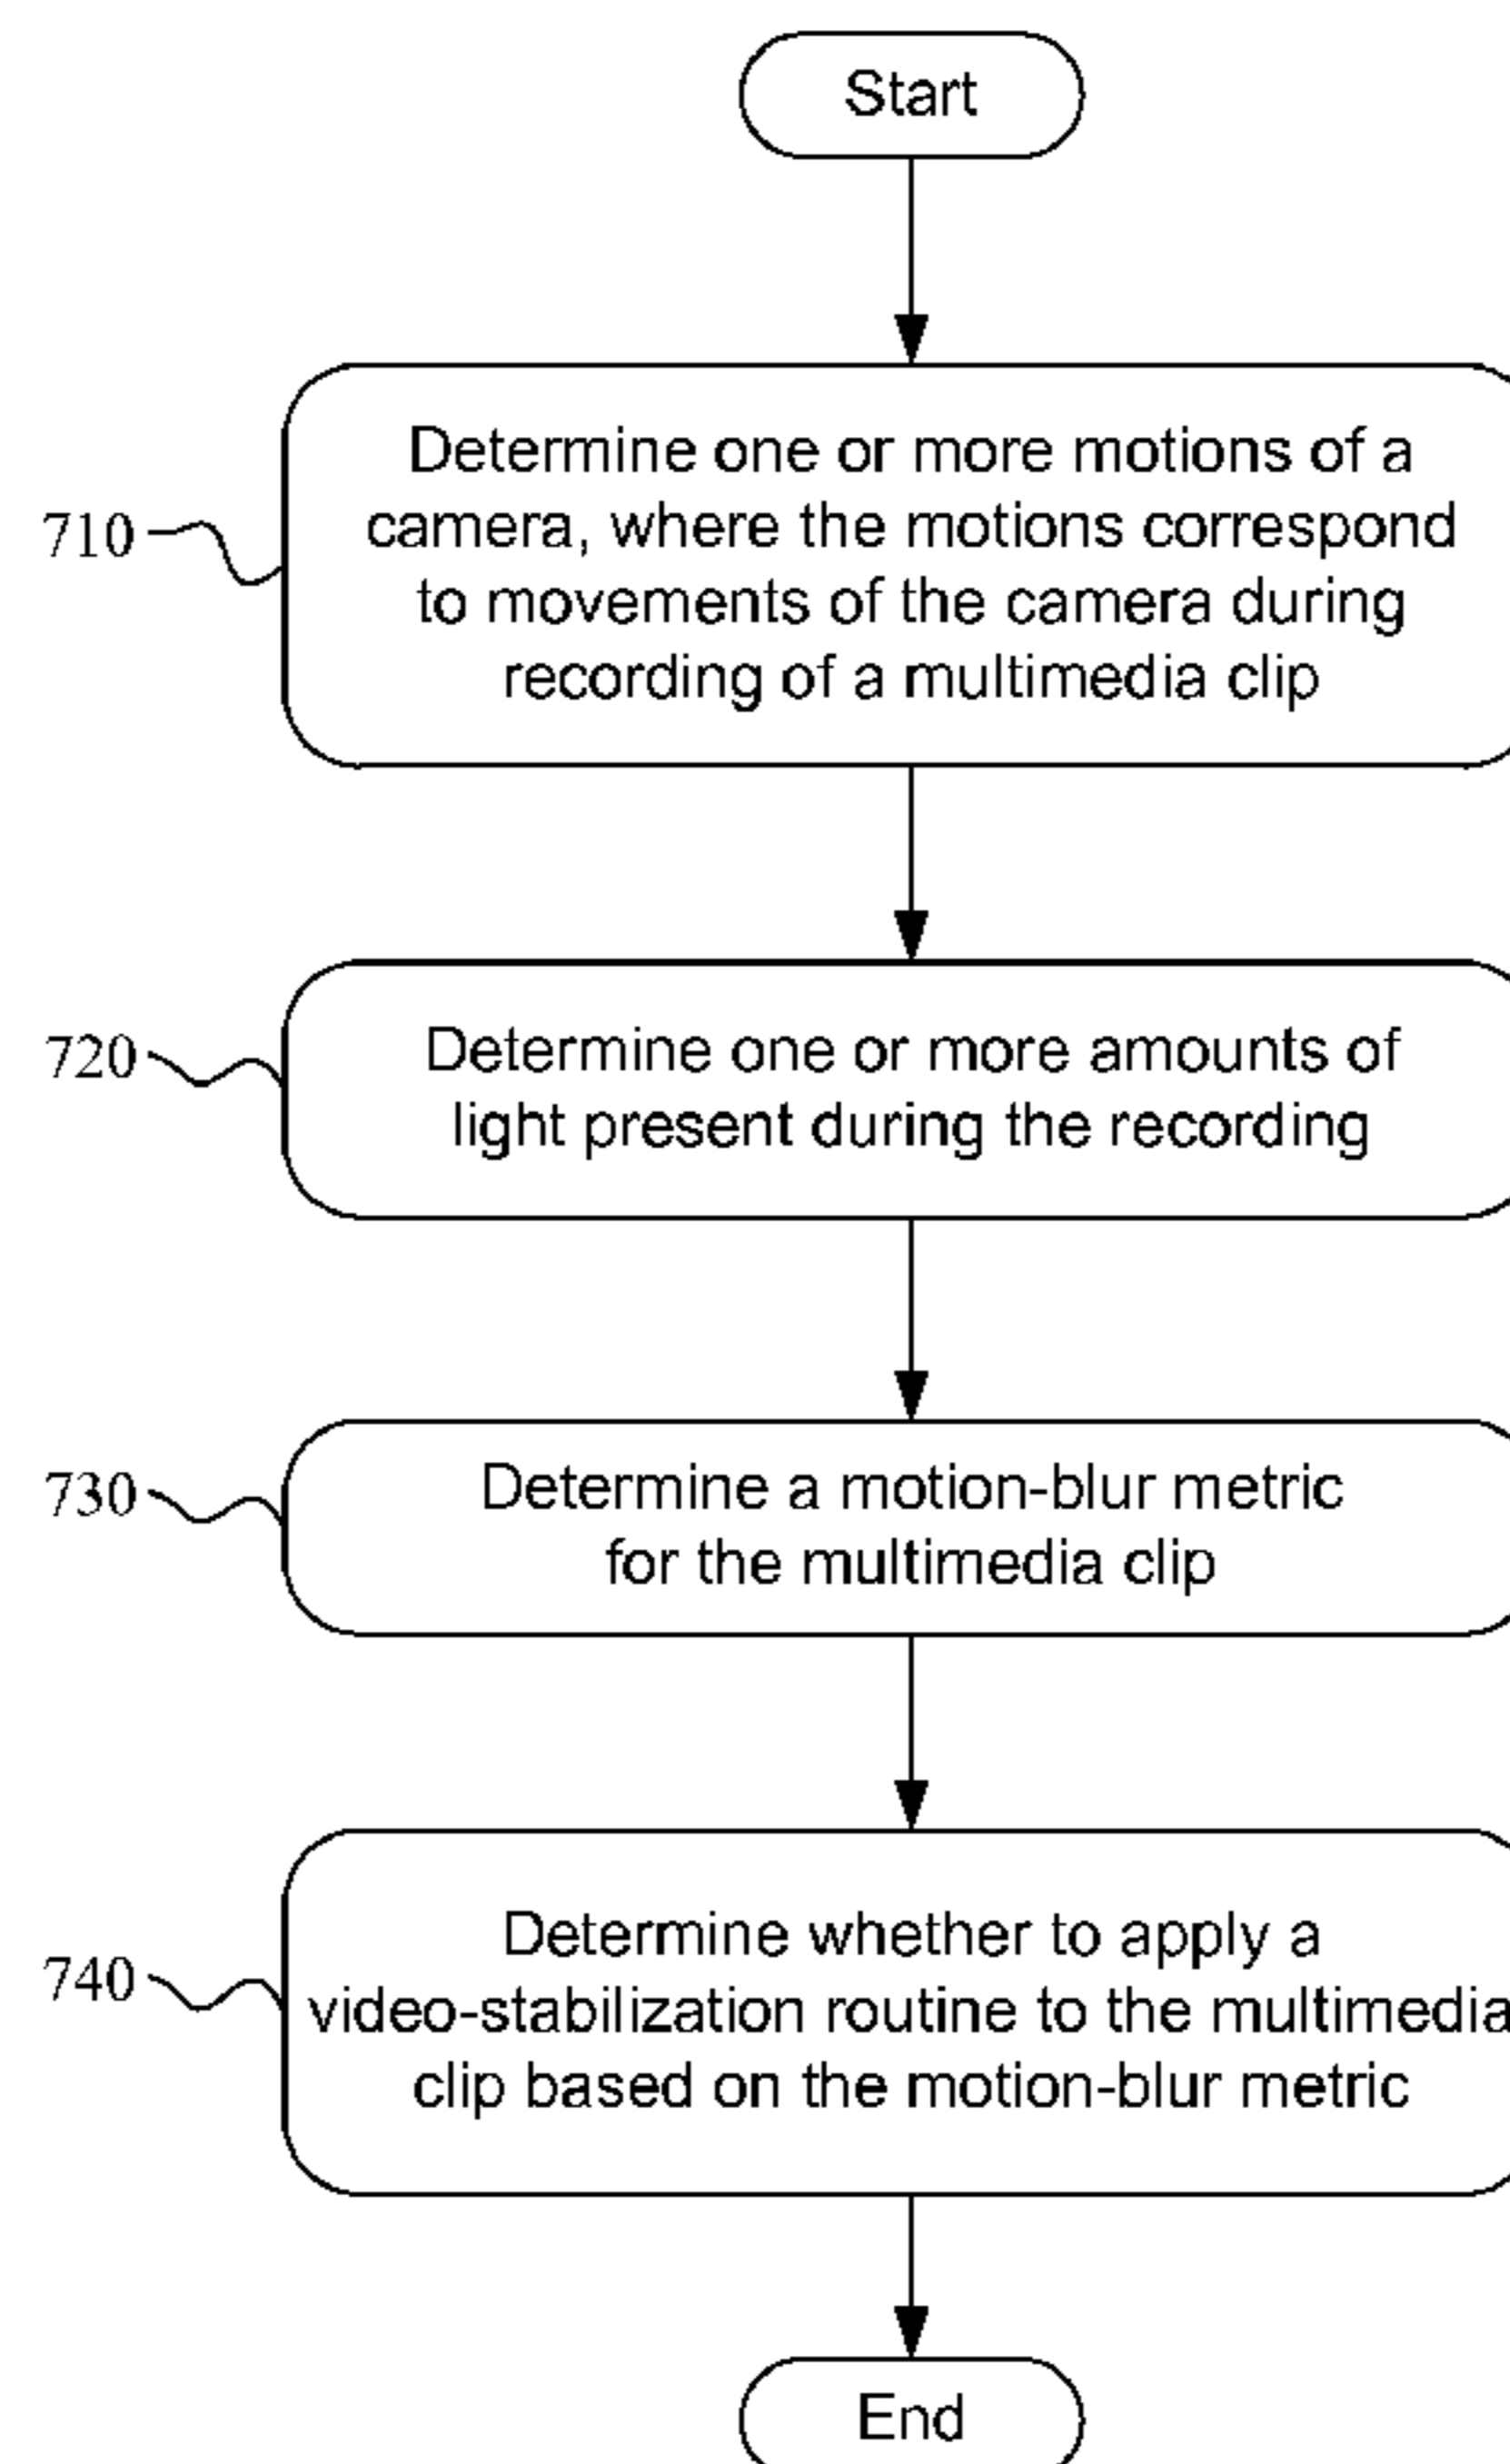 Start
710
Determine one or more motions of a
camera, where the motions correspond
to movements of the camera during
recording of a multimedia clip
720
Determine one or more amounts of
light present during the recording
730
Determine a motion-blur metric
for the multimedia clip
740
Determine whether to apply a
video-stabilization routine to the multimedia
clip based on the motion-blur metric
End